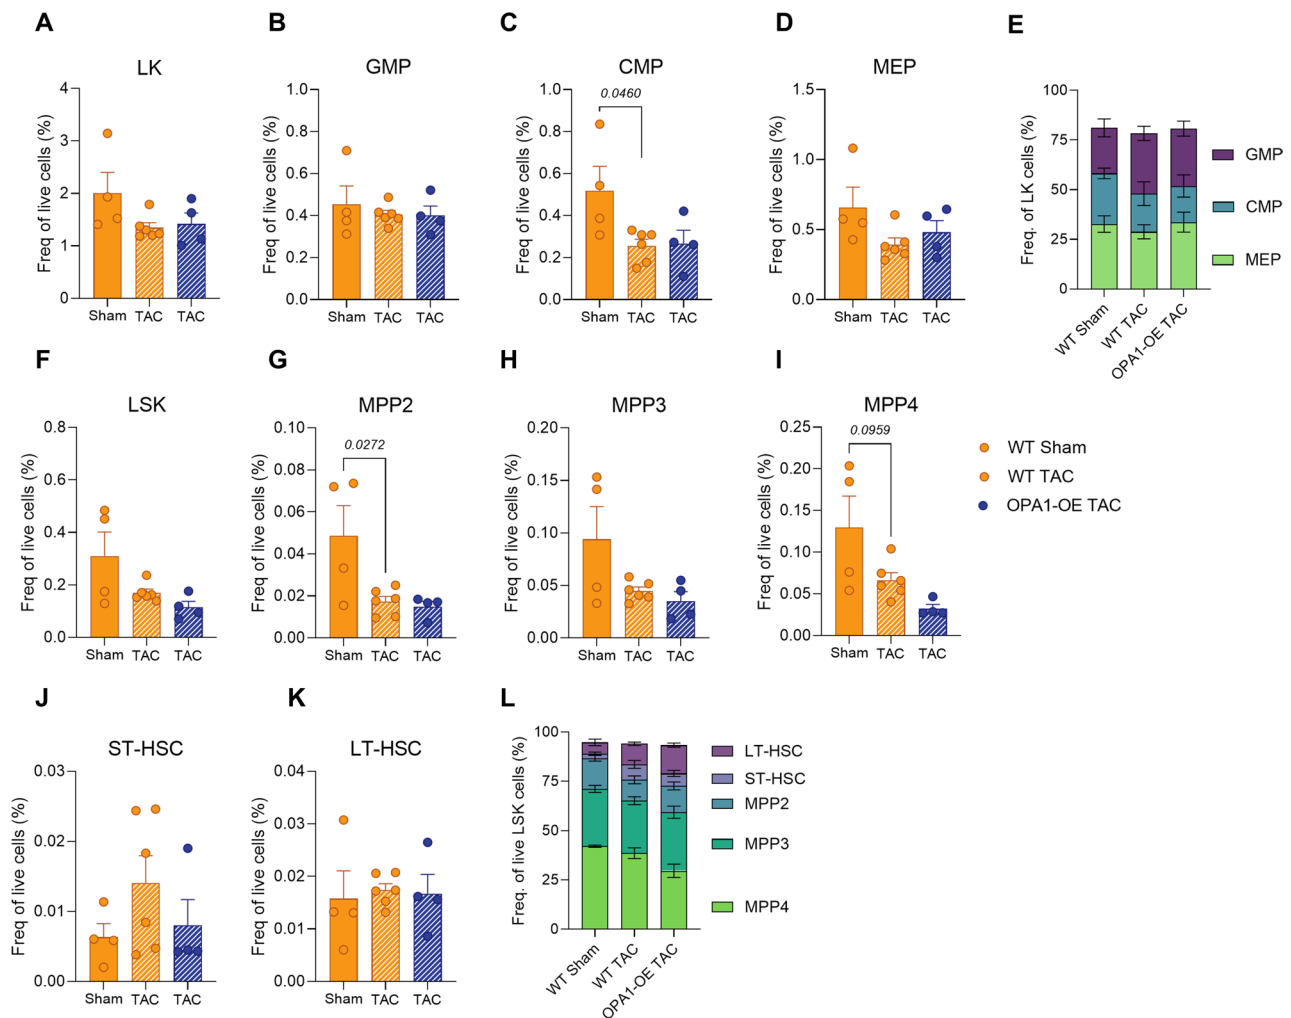 A
B
C
D
E
LK
GMP
CMP
MEP
Freq of live cells (%)
4
3
2
1
0
Sham
TAC
TAC
Freq of live cells (%)
1.0
0.8
0.6
0.4
0.2
0.0
Sham
TAC
TAC
Freq of live cells (%)
1.0
0.8
0.6
0.4
0.2
0.0
0.0460
Sham
TAC
TAC
Freq of live cells (%)
1.5
1.0
0.5
0.0
Sham
TAC
TAC
Freq. of LK cells (%)
100
75
50
25
0
WT Sham
WT TAC
OPA1-OE TAC
GMP
CMP
MEP
F
G
H
I
LSK
MPP2
MPP3
MPP4
Freq of live cells (%)
0.8
0.6
0.4
0.2
0.0
Sham
TAC
TAC
Freq of live cells (%)
0.10
0.08
0.06
0.04
0.02
0.00
0.0272
Sham
TAC
TAC
Freq of live cells (%)
0.20
0.15
0.10
0.05
0.00
Sham
TAC
TAC
Freq of live cells (%)
0.25
0.20
0.15
0.10
0.05
0.00
0.0959
Sham
TAC
TAC
WT Sham
WT TAC
OPA1-OE TAC
J
K
L
ST-HSC
LT-HSC
Freq of live cells (%)
0.03
0.02
0.01
0.00
Sham
TAC
TAC
Freq of live cells (%)
0.04
0.03
0.02
0.01
0.00
Sham
TAC
TAC
Freq. of live LSK cells (%)
100
75
50
25
0
WT Sham
WT TAC
OPA1-OE TAC
LT-HSC
ST-HSC
MPP2
MPP3
MPP4